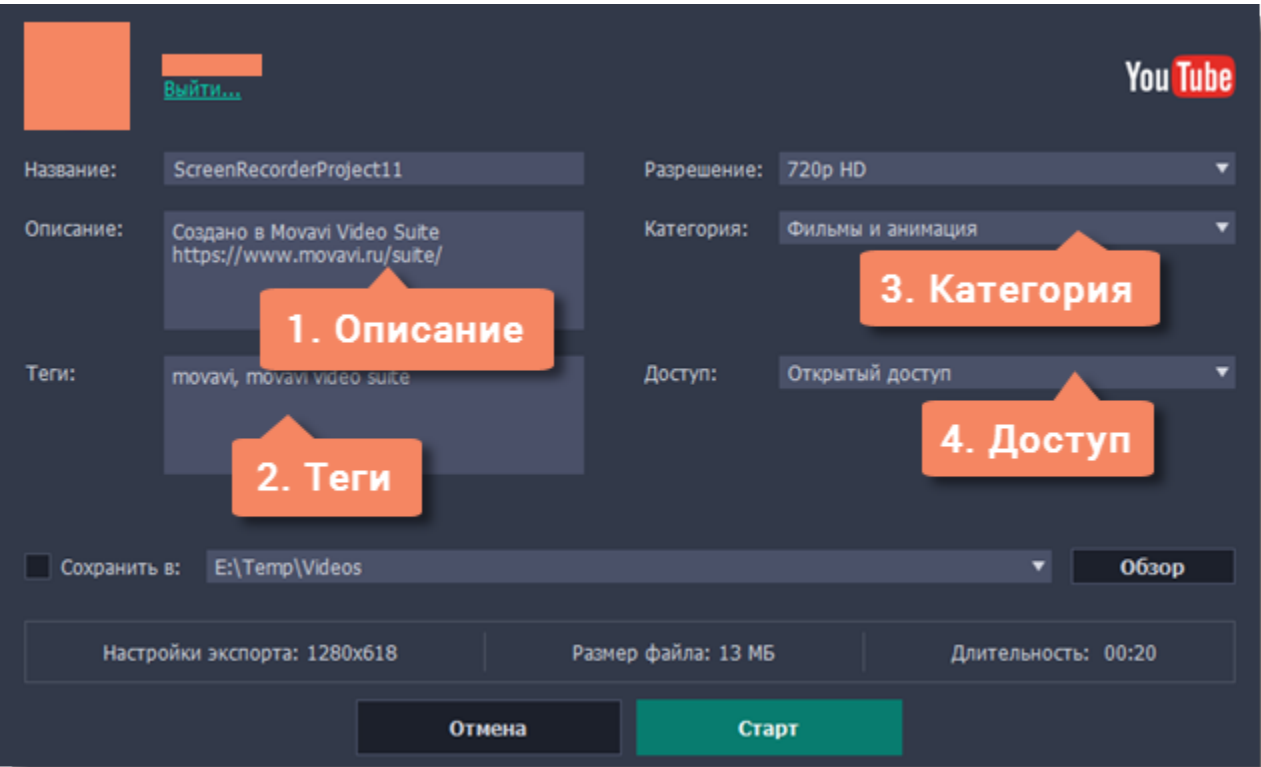 Выйти...
YouTube
Название: ScreenRecorderProject11
Разрешение: 720p HD
Описание: Создано в Movavi Video Suite
https://www.movavi.ru/suite/
Категория: Фильмы и анимация
3. Категория
1. Описание
Теги: movavi, movavi video suite
Доступ: Открытый доступ
4. Доступ
2. Теги
Сохранить в: E:\Temp\Videos
Обзор
Настройки экспорта: 1280x618
Размер файла: 13 МБ
Длительность: 00:20
Отмена
Старт